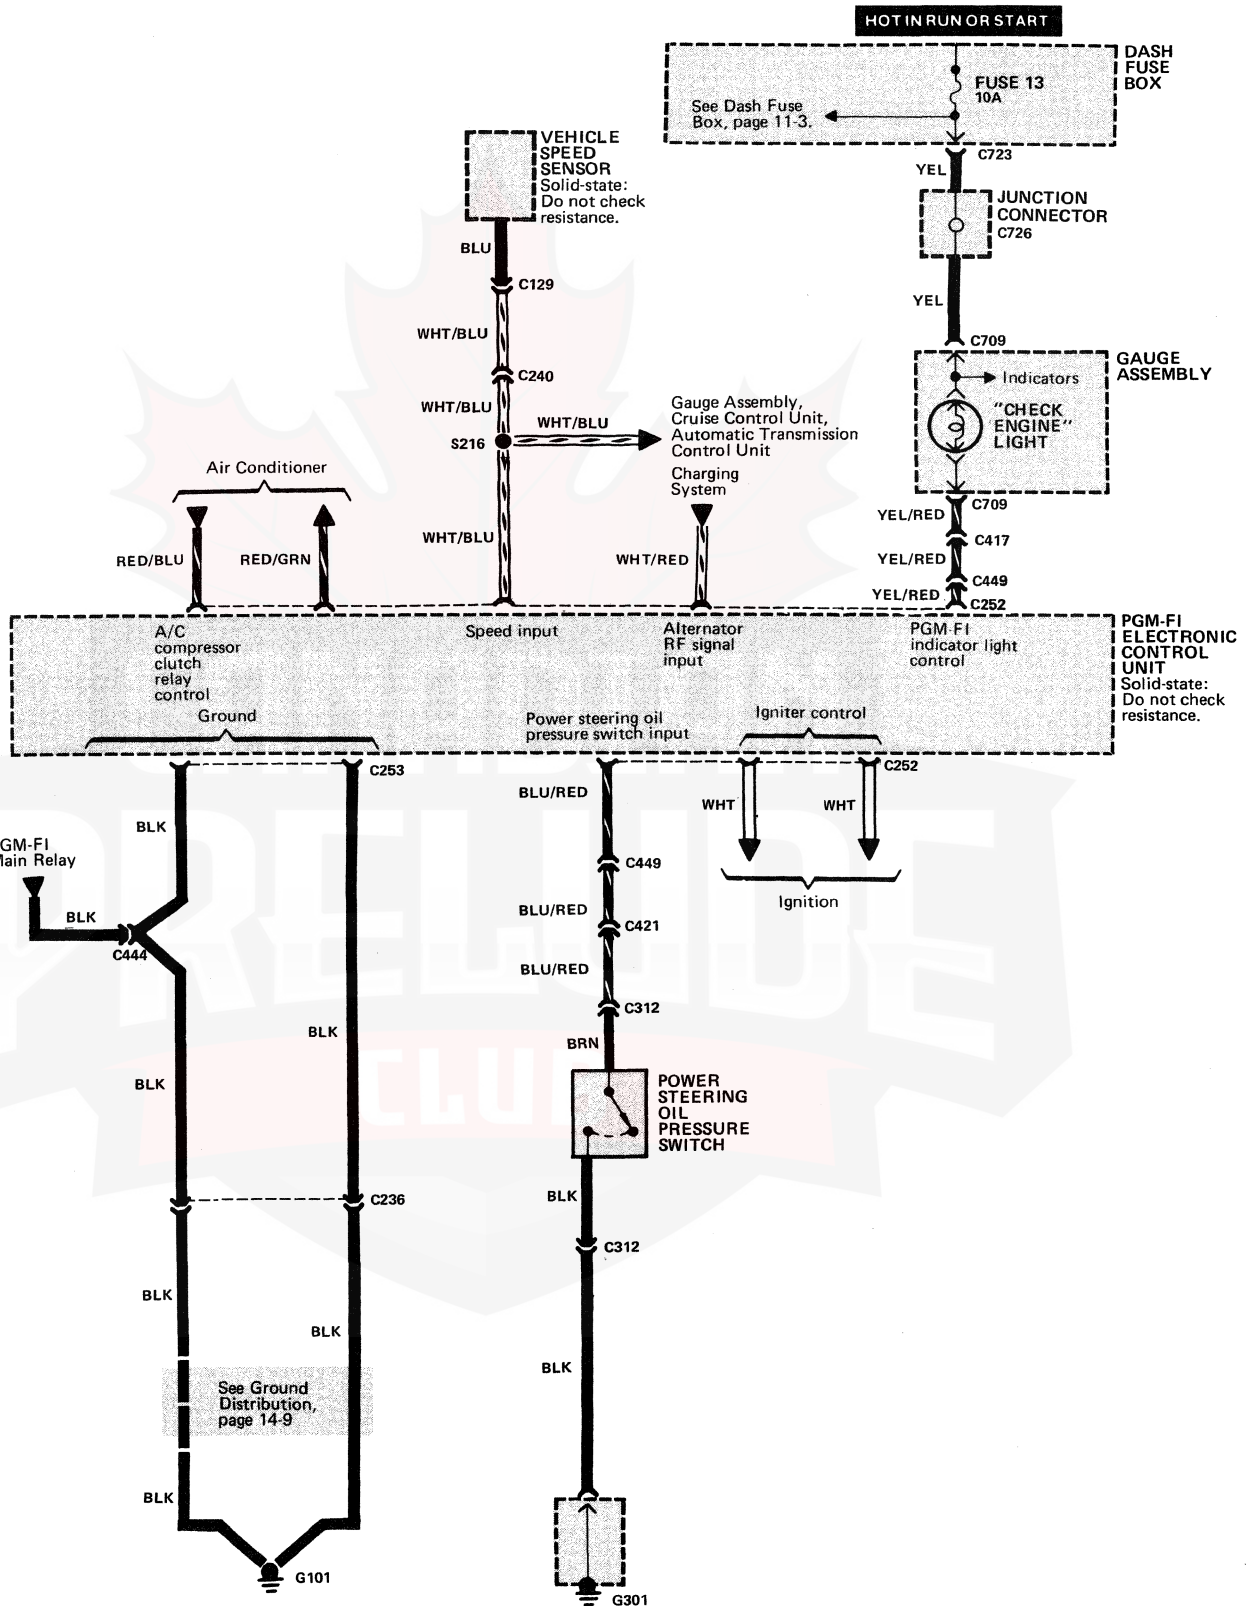 HOT IN RUN OR START
DASH
FUSE
BOX
FUSE 13
10A
See Dash Fuse
Box, page 11-3.
C723
YEL
JUNCTION
CONNECTOR
C726
YEL
C709
GAUGE
ASSEMBLY
Indicators
"CHECK
ENGINE"
LIGHT
C709
YEL/RED
C417
YEL/RED
C449
YEL/RED
C252
VEHICLE
SPEED
SENSOR
Solid-state:
Do not check
resistance.
BLU
C129
WHT/BLU
C240
WHT/BLU
WHT/BLU
S216
Gauge Assembly,
Cruise Control Unit,
Automatic Transmission
Control Unit
Charging
System
WHT/BLU
WHT/RED
Air Conditioner
RED/BLU
RED/GRN
A/C
compressor
clutch
relay
control
Speed input
Alternator
RF signal
input
PGM-FI
indicator light
control
PGM-FI
ELECTRONIC
CONTROL
UNIT
Solid-state:
Do not check
resistance.
Ground
Power steering oil
pressure switch input
Igniter control
C253
C252
BLK
BLU/RED
WHT
WHT
GM-FI
Main Relay
C449
Ignition
BLK
BLU/RED
C421
C444
BLU/RED
C312
BLK
BRN
BLK
POWER
STEERING
OIL
PRESSURE
SWITCH
C236
BLK
C312
BLK
BLK
BLK
See Ground
Distribution,
page 14-9
BLK
G101
G301
PRELUDE
CLUB